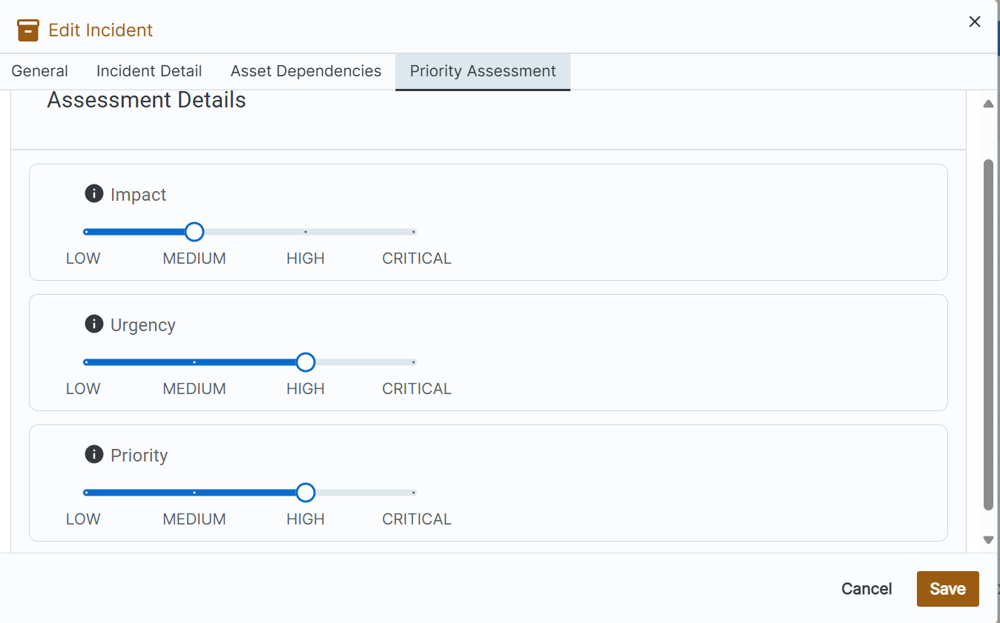 Edit Incident
General Incident Detail Asset Dependencies Priority Assessment
Assessment Details
Impact
LOW MEDIUM HIGH CRITICAL
Urgency
LOW MEDIUM HIGH CRITICAL
Priority
LOW MEDIUM HIGH CRITICAL
Cancel Save